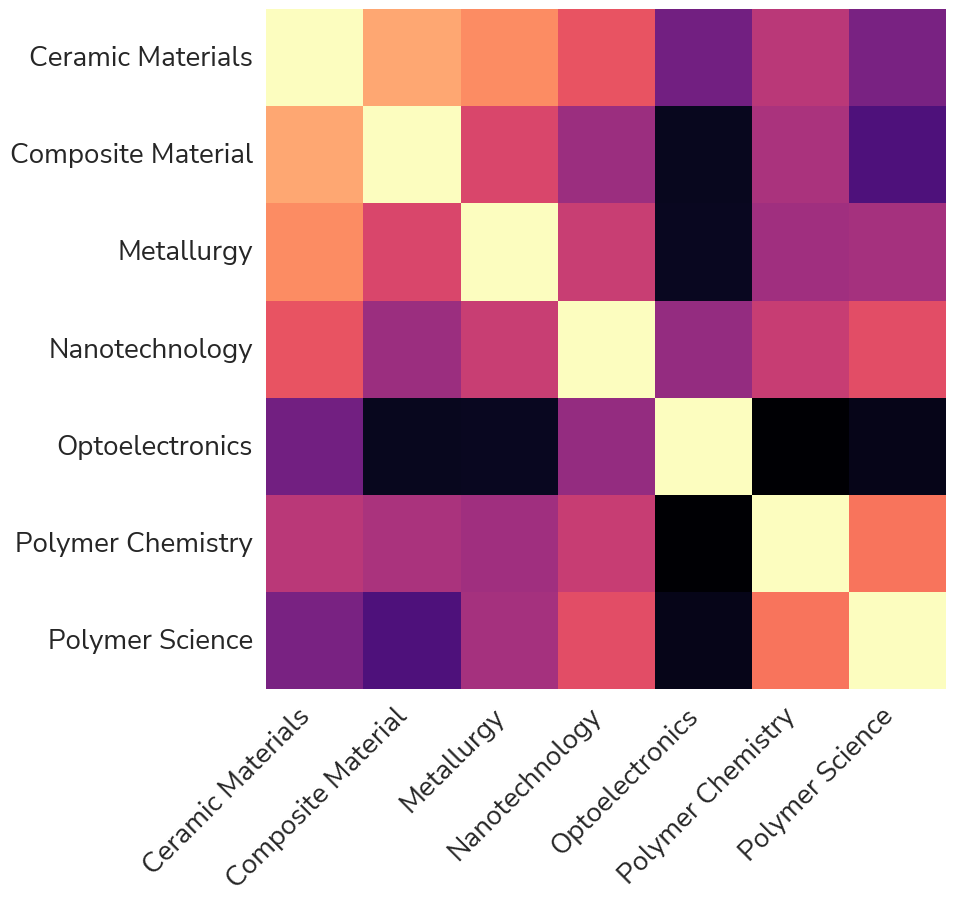 Ceramic Materials
Composite Material
Metallurgy
Nanotechnology
Optoelectronics
Polymer Chemistry
Polymer Science
Ceramic Materials
Composite Material
Metallurgy
Nanotechnology
Optoelectronics
Polymer Chemistry
Polymer Science